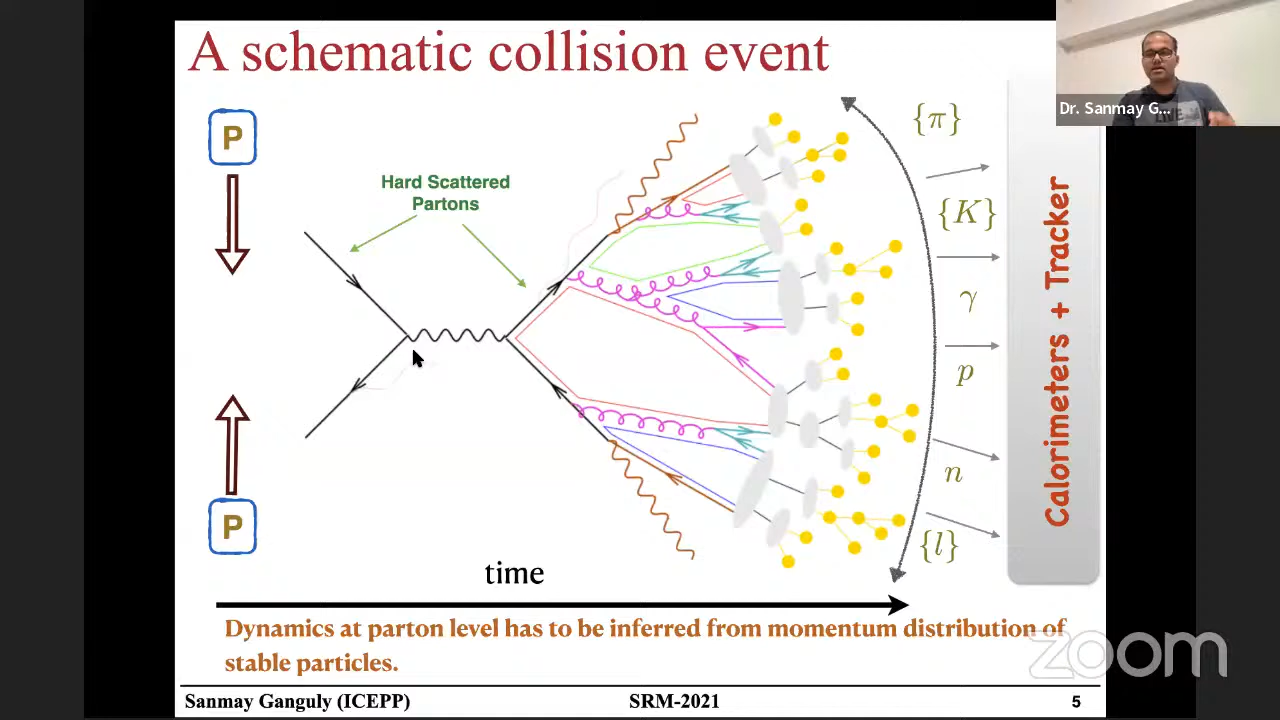 A schematic collision event
Dr. Sanmay G...
P
Hard Scattered
Partons
{π}
{K}
γ
p
n
{l}
Calorimeters + Tracker
P
time
Dynamics at parton level has to be inferred from momentum distribution of
stable particles.
zoom
Sanmay Ganguly (ICEPP)
SRM-2021
5